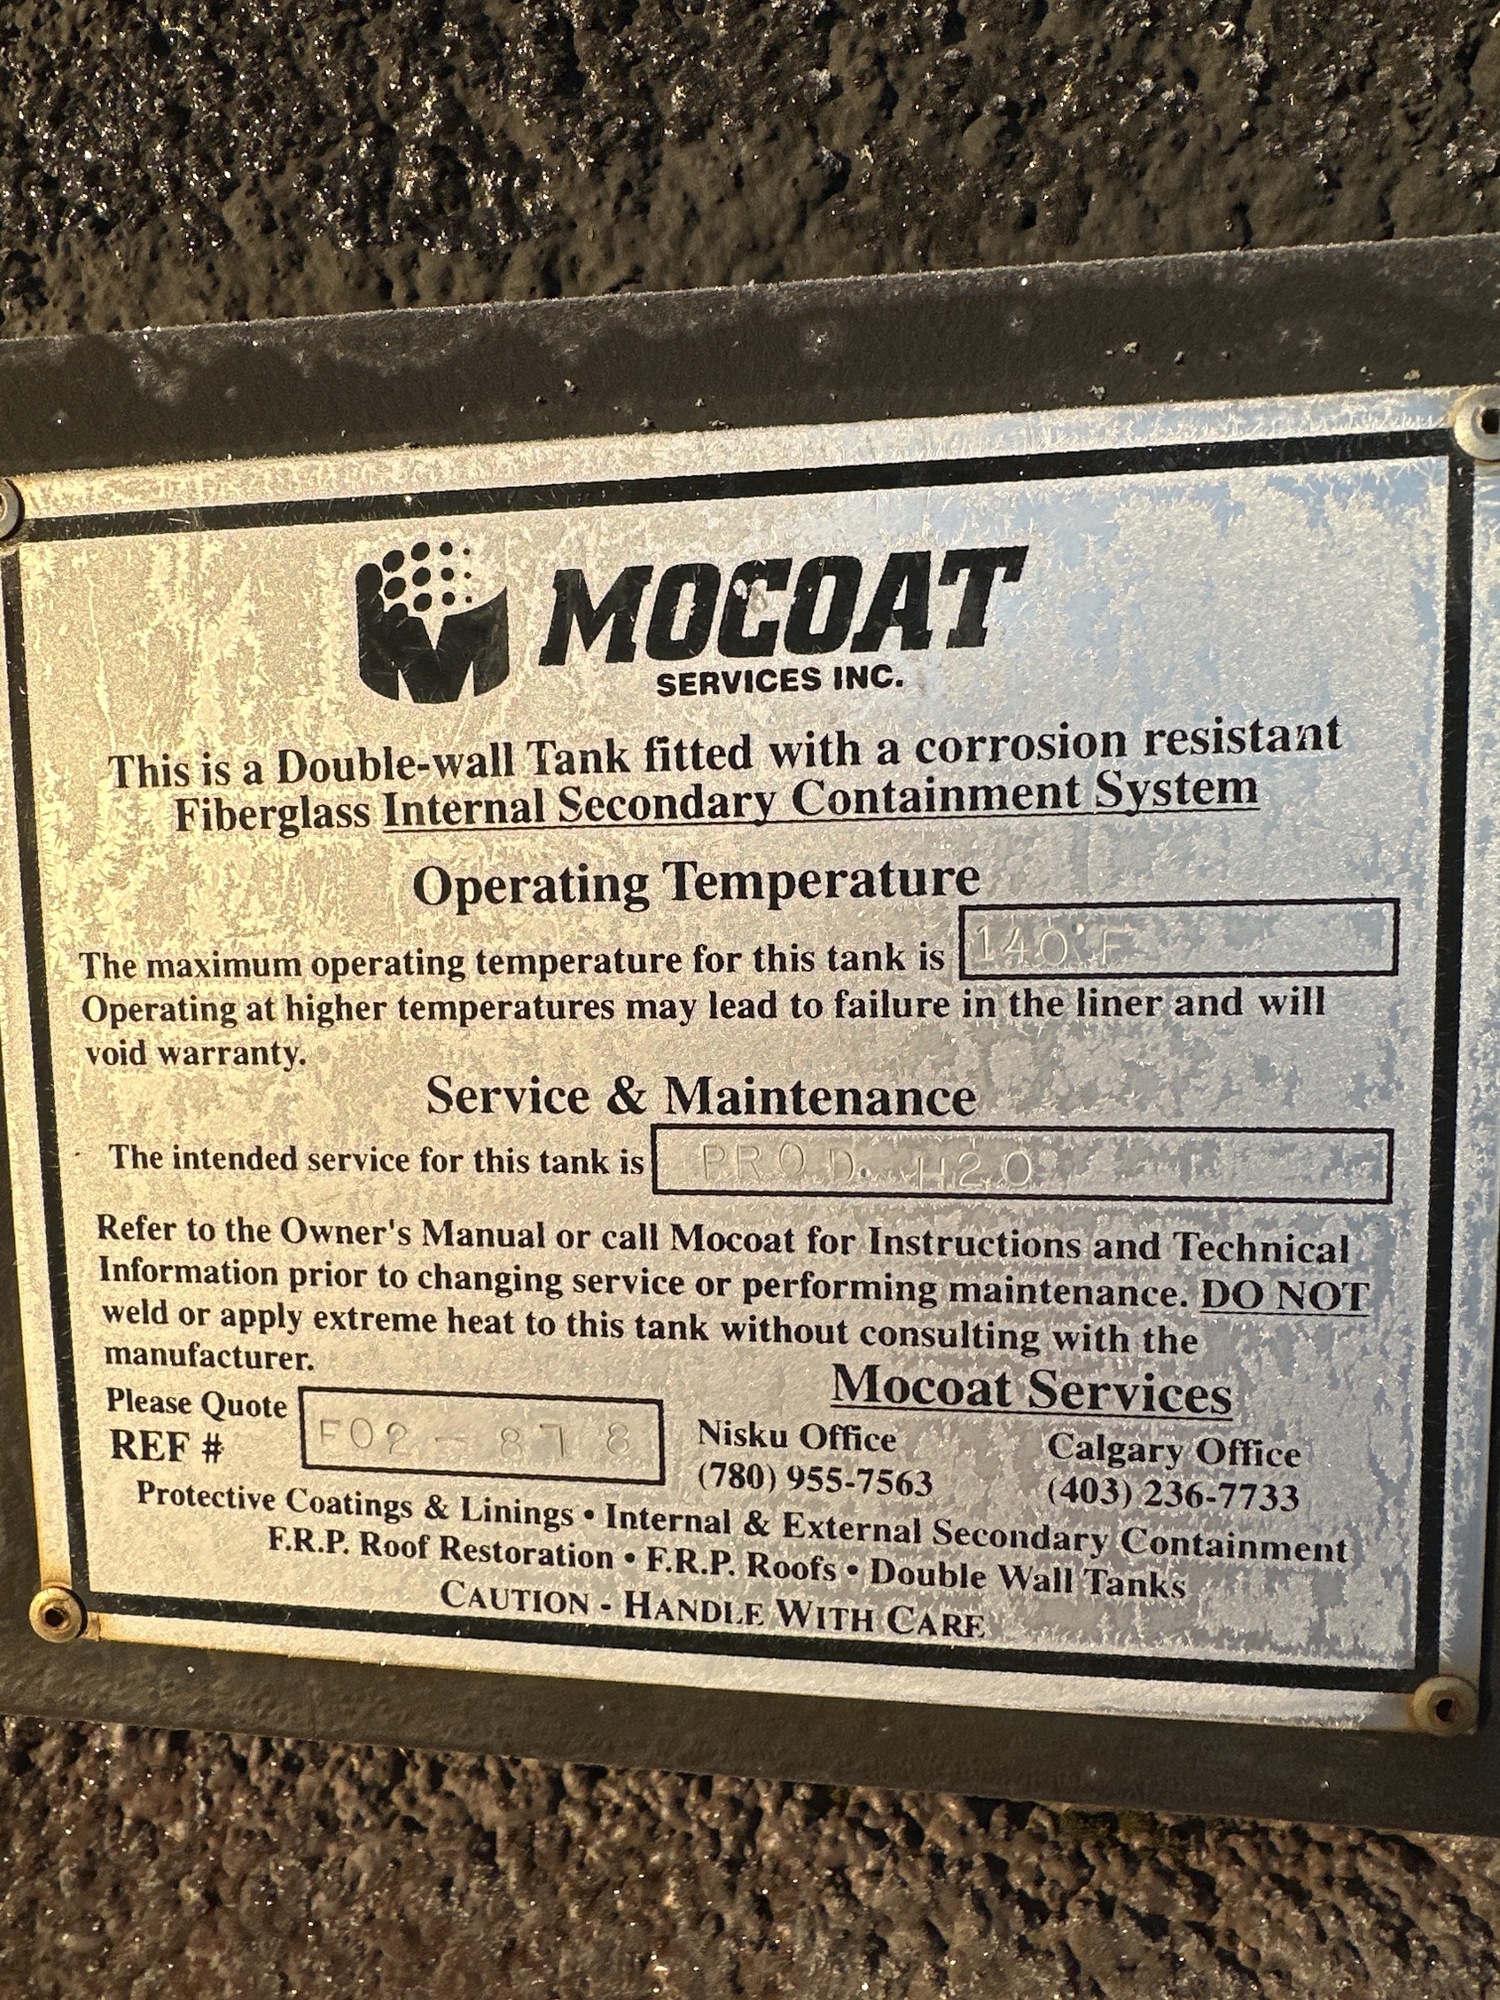 MOCOAT
SERVICES INC.
This is a Double-wall Tank fitted with a corrosion resistant
Fiberglass Internal Secondary Containment System
Operating Temperature
The maximum operating temperature for this tank is 140°F
Operating at higher temperatures may lead to failure in the liner and will
void warranty.
Service & Maintenance
The intended service for this tank is PROD. H2O
Refer to the Owner's Manual or call Mocoat for Instructions and Technical
Information prior to changing service or performing maintenance. DO NOT
weld or apply extreme heat to this tank without consulting with the
manufacturer.
Mocoat Services
Please Quote
REF # F02-878
Nisku Office
(780) 955-7563
Calgary Office
(403) 236-7733
Protective Coatings & Linings • Internal & External Secondary Containment
F.R.P. Roof Restoration • F.R.P. Roofs • Double Wall Tanks
CAUTION - HANDLE WITH CARE